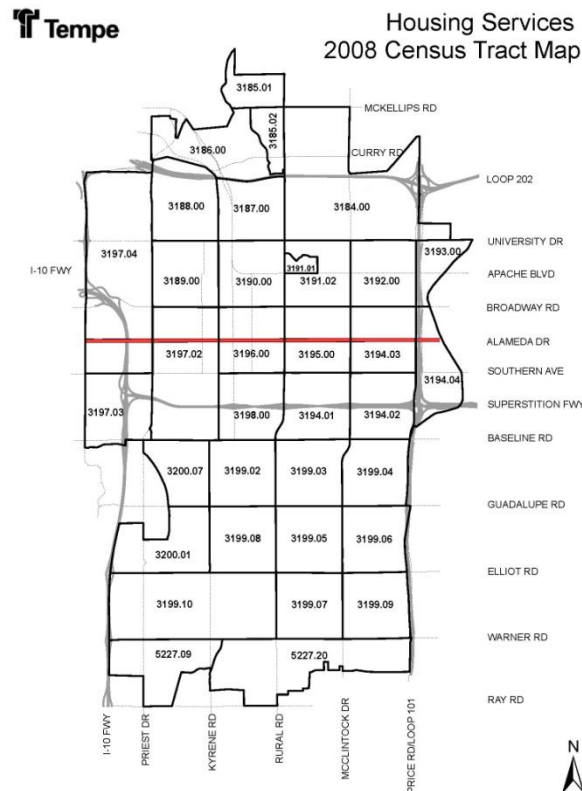 Tempe
Housing Services
2008 Census Tract Map
3185.01
MCKELLIPS RD
3185.02
3186.00
CURRY RD
LOOP 202
3188.00
3187.00
3184.00
UNIVERSITY DR
3197.04
3193.00
I-10 FWY
3191.01
APACHE BLVD
3189.00
3190.00
3191.02
3192.00
BROADWAY RD
ALAMEDA DR
3197.02
3196.00
3195.00
3194.03
SOUTHERN AVE
3194.04
3197.03
SUPERSTITION FWY
3198.00
3194.01
3194.02
BASELINE RD
3200.07
3199.02
3199.03
3199.04
GUADALUPE RD
3199.08
3199.05
3199.06
3200.01
ELLIOT RD
3199.10
3199.07
3199.09
WARNER RD
5227.09
5227.20
RAY RD
I-10 FWY
PRIEST DR
KYRENE RD
RURAL RD
MCCLINTOCK DR
PRICE RD/LOOP 101
N